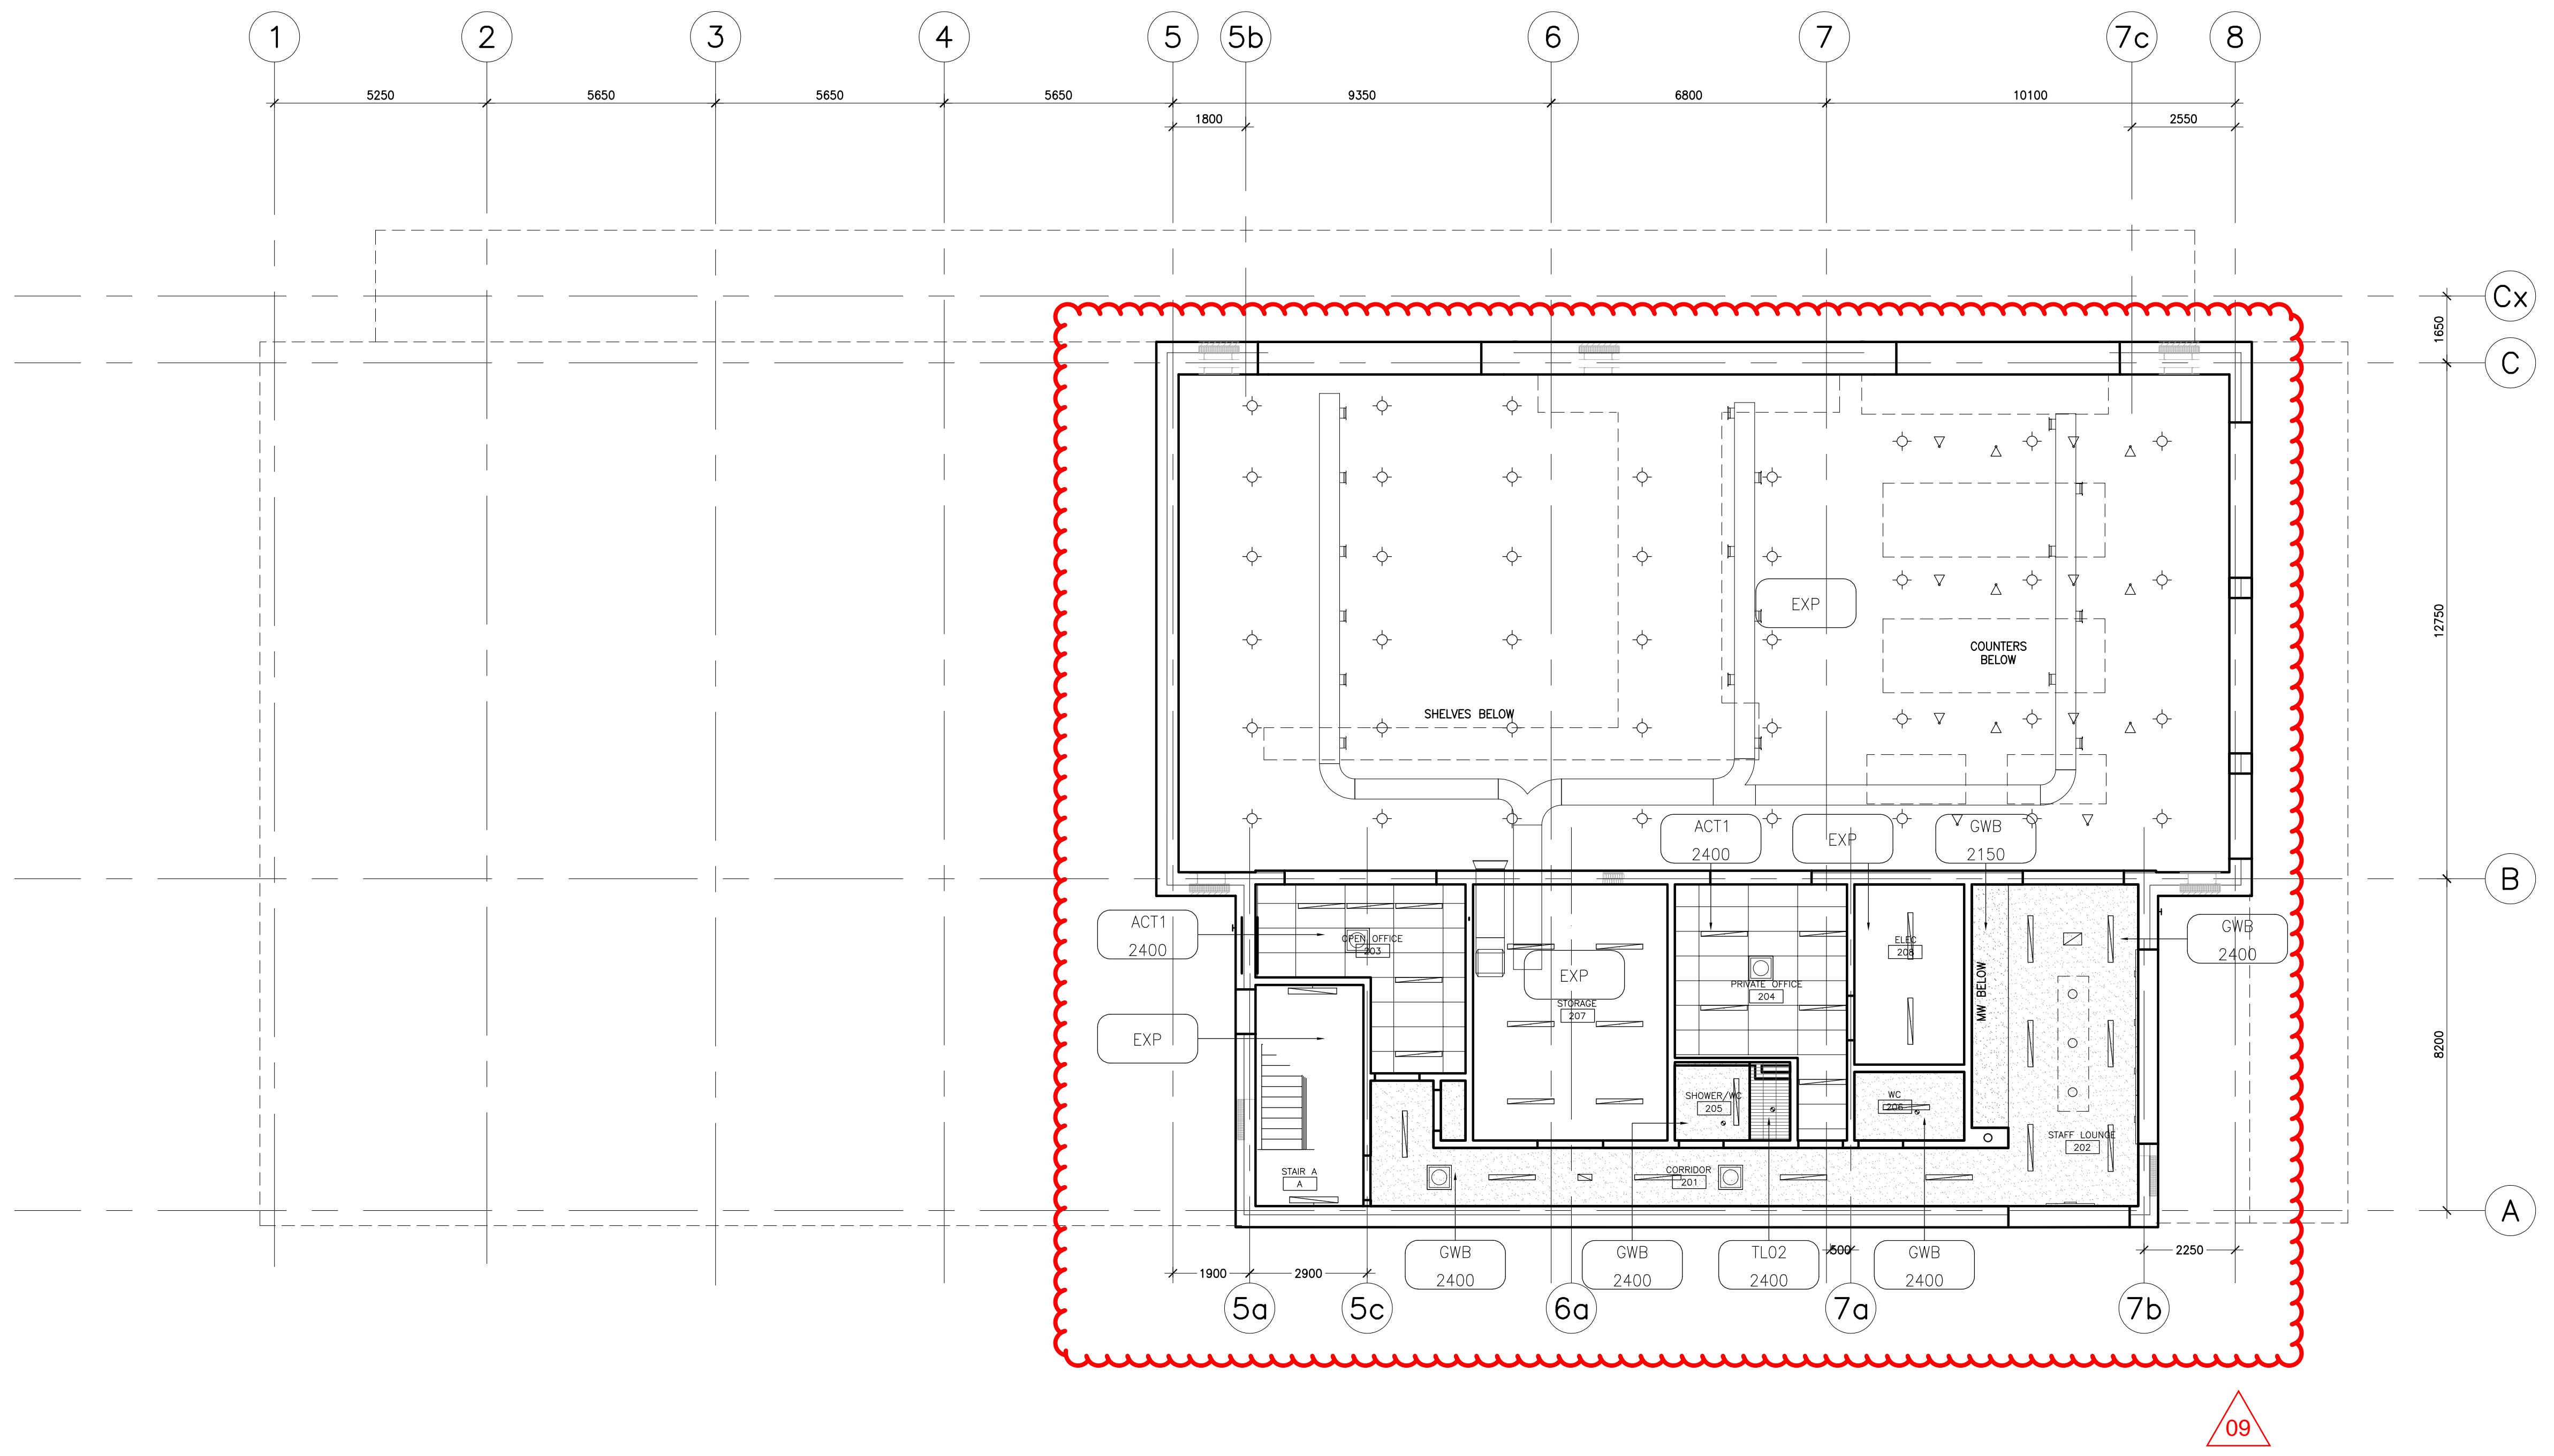 1 2 3 4 5 5b 6 7 7c 8
5250 5650 5650 5650 9350 6800 10100
1800 2550
Cx
1650
C
12750
EXP
COUNTERS
BELOW
SHELVES BELOW
ACT1
2400
EXP
GWB
2150
B
ACT1
2400
OPEN OFFICE
203
ELEC
208
GWB
2400
MW BELOW
EXP
STORAGE
207
PRIVATE OFFICE
204
EXP
8200
SHOWER/WC
205
WC
206
STAFF LOUNGE
202
STAIR A
A
CORRIDOR
201
A
GWB
2400
GWB
2400
TL02
2400
GWB
2400
500
2250
1900 2900
5a 5c 6a 7a 7b
09